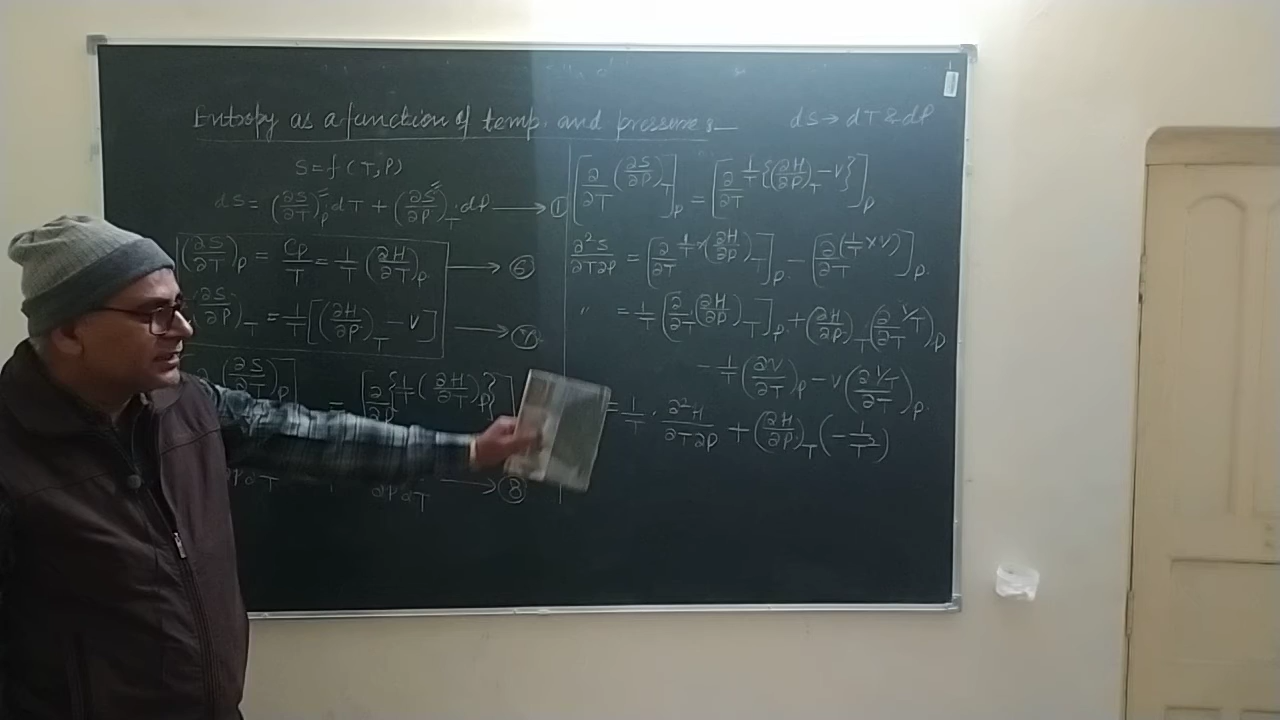 Entropy as a function of temp. and pressure:
dS → dT & dP
S = f(T, P)
dS = (∂S/∂T)_P . dT + (∂S/∂P)_T . dP → ①
(∂S/∂T)_P = C_P/T = 1/T (∂H/∂T)_P → ⑥
(∂S/∂P)_T = 1/T [(∂H/∂P)_T - V] → ⑦
(∂S/∂T)_P ] = [∂/∂P {1/T (∂H/∂T)_P}]
∂P∂T ∂P∂T → ⑧
[∂/∂T (∂S/∂P)_T]_P = [∂/∂T 1/T {(∂H/∂P)_T - V}]_P
∂²S/∂T∂P = [∂/∂T 1/T × (∂H/∂P)_T]_P - [∂/∂T (1/T × V)]_P
" = 1/T [∂/∂T (∂H/∂P)_T]_P + (∂H/∂P)_T (∂ 1/T/∂T)_P
- 1/T (∂V/∂T)_P - V (∂ 1/T/∂T)_P
= 1/T . ∂²H/∂T∂P + (∂H/∂P)_T (-1/T²)